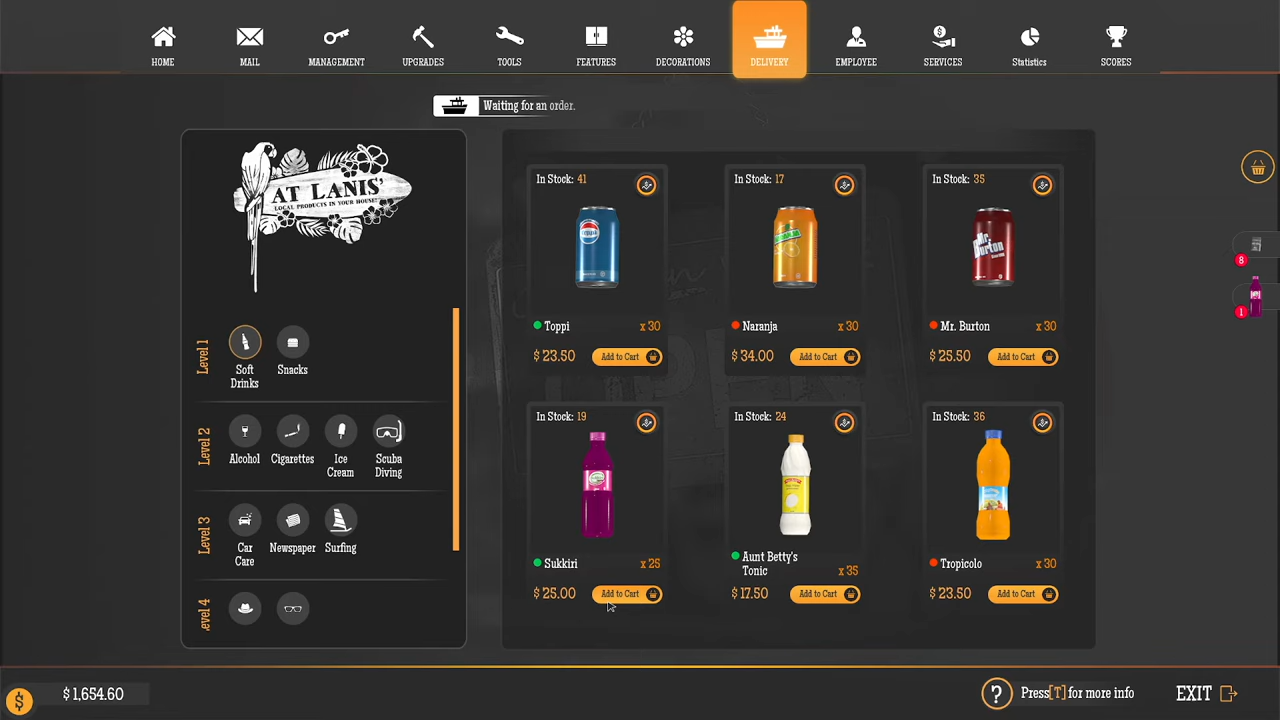 HOME
MAIL
MANAGEMENT
UPGRADES
TOOLS
FEATURES
DECORATIONS
DELIVERY
EMPLOYEE
SERVICES
Statistics
SCORES
Waiting for an order.
AT LANIS'
LOCAL PRODUCTS IN YOUR HOUSE!
Level 1
Soft Drinks
Snacks
Level 2
Alcohol
Cigarettes
Ice Cream
Scuba Diving
Level 3
Car Care
Newspaper
Surfing
Level 4
In Stock: 41
Toppi
x 30
$ 23.50
Add to Cart
In Stock: 17
Naranja
x 30
$ 34.00
Add to Cart
In Stock: 35
Mr. Burton
Mr. Burton
x 30
$ 25.50
Add to Cart
In Stock: 19
Sukkiri
x 25
$ 25.00
Add to Cart
In Stock: 24
Aunt Betty's
Tonic
x 35
$ 17.50
Add to Cart
In Stock: 36
Tropicolo
x 30
$ 23.50
Add to Cart
8
1
$ 1,654.60
? Press[T] for more info
EXIT